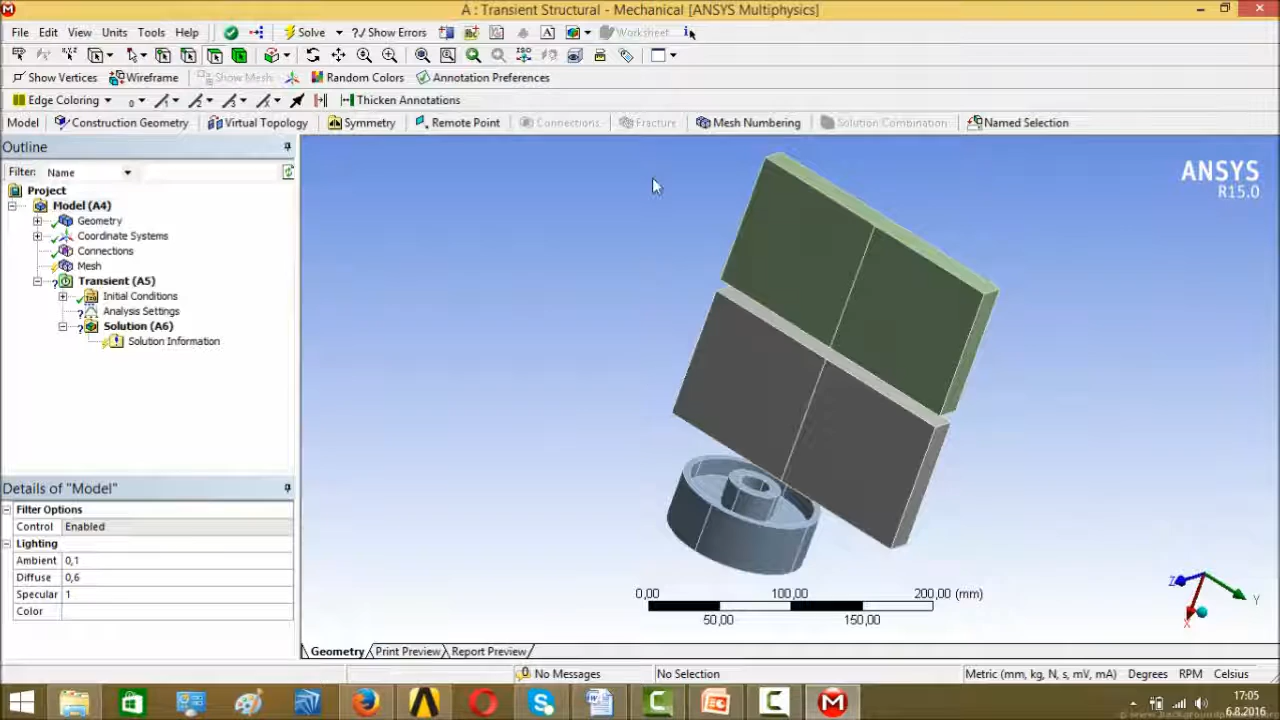 A : Transient Structural - Mechanical [ANSYS Multiphysics]
File Edit View Units Tools Help Solve ?/ Show Errors Worksheet
Show Vertices Wireframe Show Mesh Random Colors Annotation Preferences
Edge Coloring Thicken Annotations
Model Construction Geometry Virtual Topology Symmetry Remote Point Connections Fracture Mesh Numbering Solution Combination Named Selection
Outline
Filter: Name
Project
Model (A4)
Geometry
Coordinate Systems
Connections
Mesh
Transient (A5)
Initial Conditions
Analysis Settings
Solution (A6)
Solution Information
ANSYS
R15.0
Details of "Model"
Filter Options
Control Enabled
Lighting
Ambient 0,1
Diffuse 0,6
Specular 1
Color
0,00 100,00 200,00 (mm)
50,00 150,00
Z Y
X
Geometry Print Preview Report Preview
No Messages No Selection Metric (mm, kg, N, s, mV, mA) Degrees RPM Celsius
17:05
6.8.2016